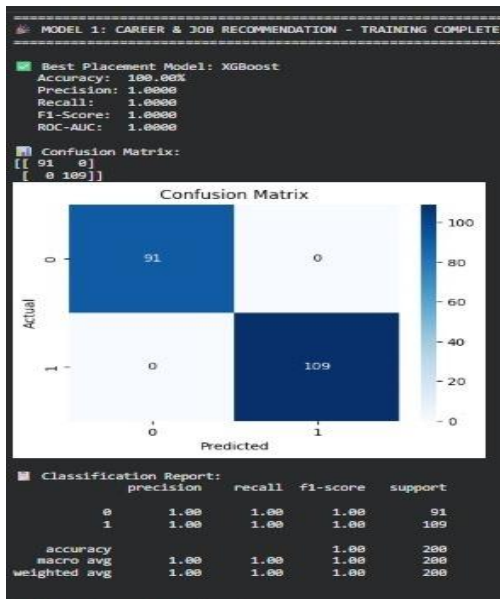 🎉 MODEL 1: CAREER & JOB RECOMMENDATION - TRAINING COMPLETE
✅ Best Placement Model: XGBoost
Accuracy: 100.00%
Precision: 1.0000
Recall: 1.0000
F1-Score: 1.0000
ROC-AUC: 1.0000
📊 Confusion Matrix:
[[ 91 0]
[ 0 109]]
Confusion Matrix
100
91 0
0
80
60
Actual
40
0 109
1
20
0
0 1
Predicted
📋 Classification Report:
precision recall f1-score support
0 1.00 1.00 1.00 91
1 1.00 1.00 1.00 109
accuracy 1.00 200
macro avg 1.00 1.00 1.00 200
weighted avg 1.00 1.00 1.00 200